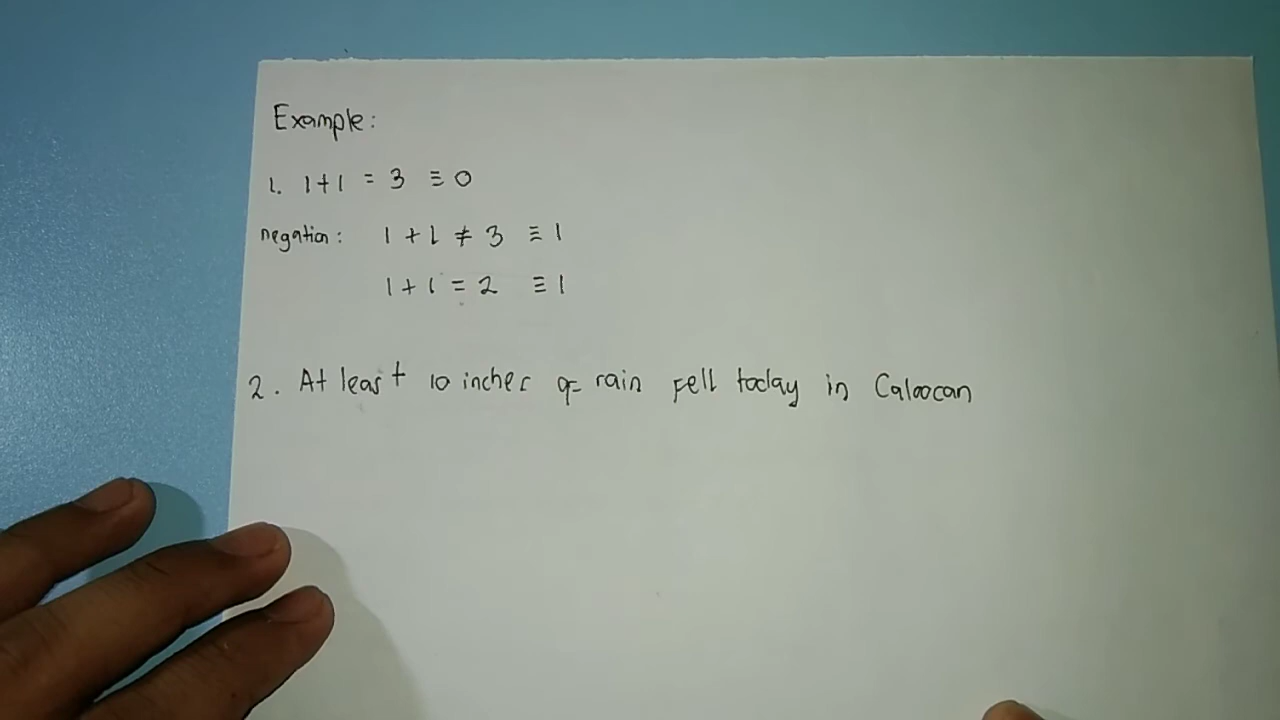 Example:
1. 1+1 = 3 ≡ 0
negation: 1 + 1 ≠ 3 ≡ 1
1 + 1 = 2 ≡ 1
2. At least 10 inches of rain fell today in Caloocan